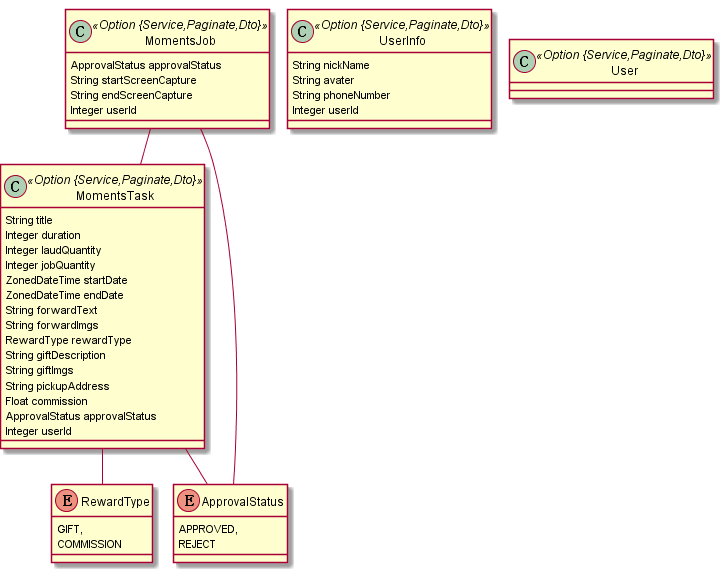 C «Option {Service,Paginate,Dto}»
MomentsJob
ApprovalStatus approvalStatus
String startScreenCapture
String endScreenCapture
Integer userId
C «Option {Service,Paginate,Dto}»
UserInfo
String nickName
String avater
String phoneNumber
Integer userId
C «Option {Service,Paginate,Dto}»
User
C «Option {Service,Paginate,Dto}»
MomentsTask
String title
Integer duration
Integer laudQuantity
Integer jobQuantity
ZonedDateTime startDate
ZonedDateTime endDate
String forwardText
String forwardImgs
RewardType rewardType
String giftDescription
String giftImgs
String pickupAddress
Float commission
ApprovalStatus approvalStatus
Integer userId
E RewardType
GIFT,
COMMISSION
E ApprovalStatus
APPROVED,
REJECT